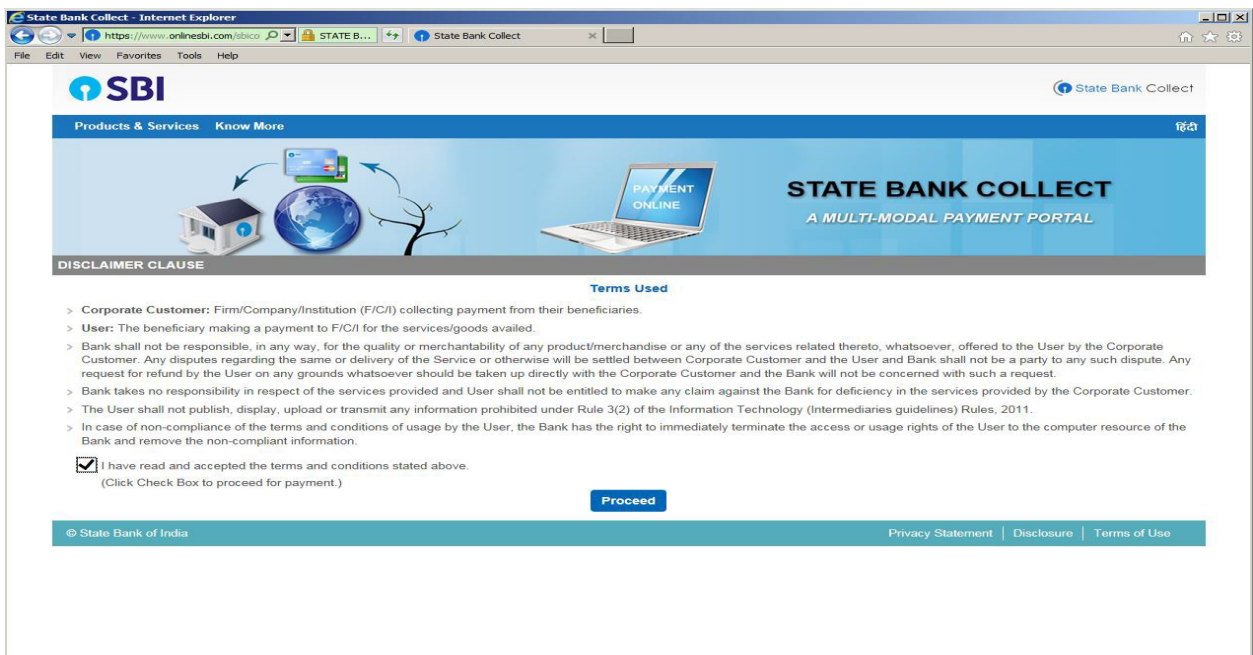 State Bank Collect - Internet Explorer
https://www.onlinesbi.com/sbico
STATE B...
State Bank Collect
File Edit View Favorites Tools Help
SBI
State Bank Collect
Products & Services Know More
हिंदी
PAYMENT
ONLINE
STATE BANK COLLECT
A MULTI-MODAL PAYMENT PORTAL
DISCLAIMER CLAUSE
Terms Used
> Corporate Customer: Firm/Company/Institution (F/C/I) collecting payment from their beneficiaries.
> User: The beneficiary making a payment to F/C/I for the services/goods availed.
> Bank shall not be responsible, in any way, for the quality or merchantability of any product/merchandise or any of the services related thereto, whatsoever, offered to the User by the Corporate
Customer. Any disputes regarding the same or delivery of the Service or otherwise will be settled between Corporate Customer and the User and Bank shall not be a party to any such dispute. Any
request for refund by the User on any grounds whatsoever should be taken up directly with the Corporate Customer and the Bank will not be concerned with such a request.
> Bank takes no responsibility in respect of the services provided and User shall not be entitled to make any claim against the Bank for deficiency in the services provided by the Corporate Customer.
> The User shall not publish, display, upload or transmit any information prohibited under Rule 3(2) of the Information Technology (Intermediaries guidelines) Rules, 2011.
> In case of non-compliance of the terms and conditions of usage by the User, the Bank has the right to immediately terminate the access or usage rights of the User to the computer resource of the
Bank and remove the non-compliant information.
I have read and accepted the terms and conditions stated above.
(Click Check Box to proceed for payment.)
Proceed
© State Bank of India
Privacy Statement | Disclosure | Terms of Use